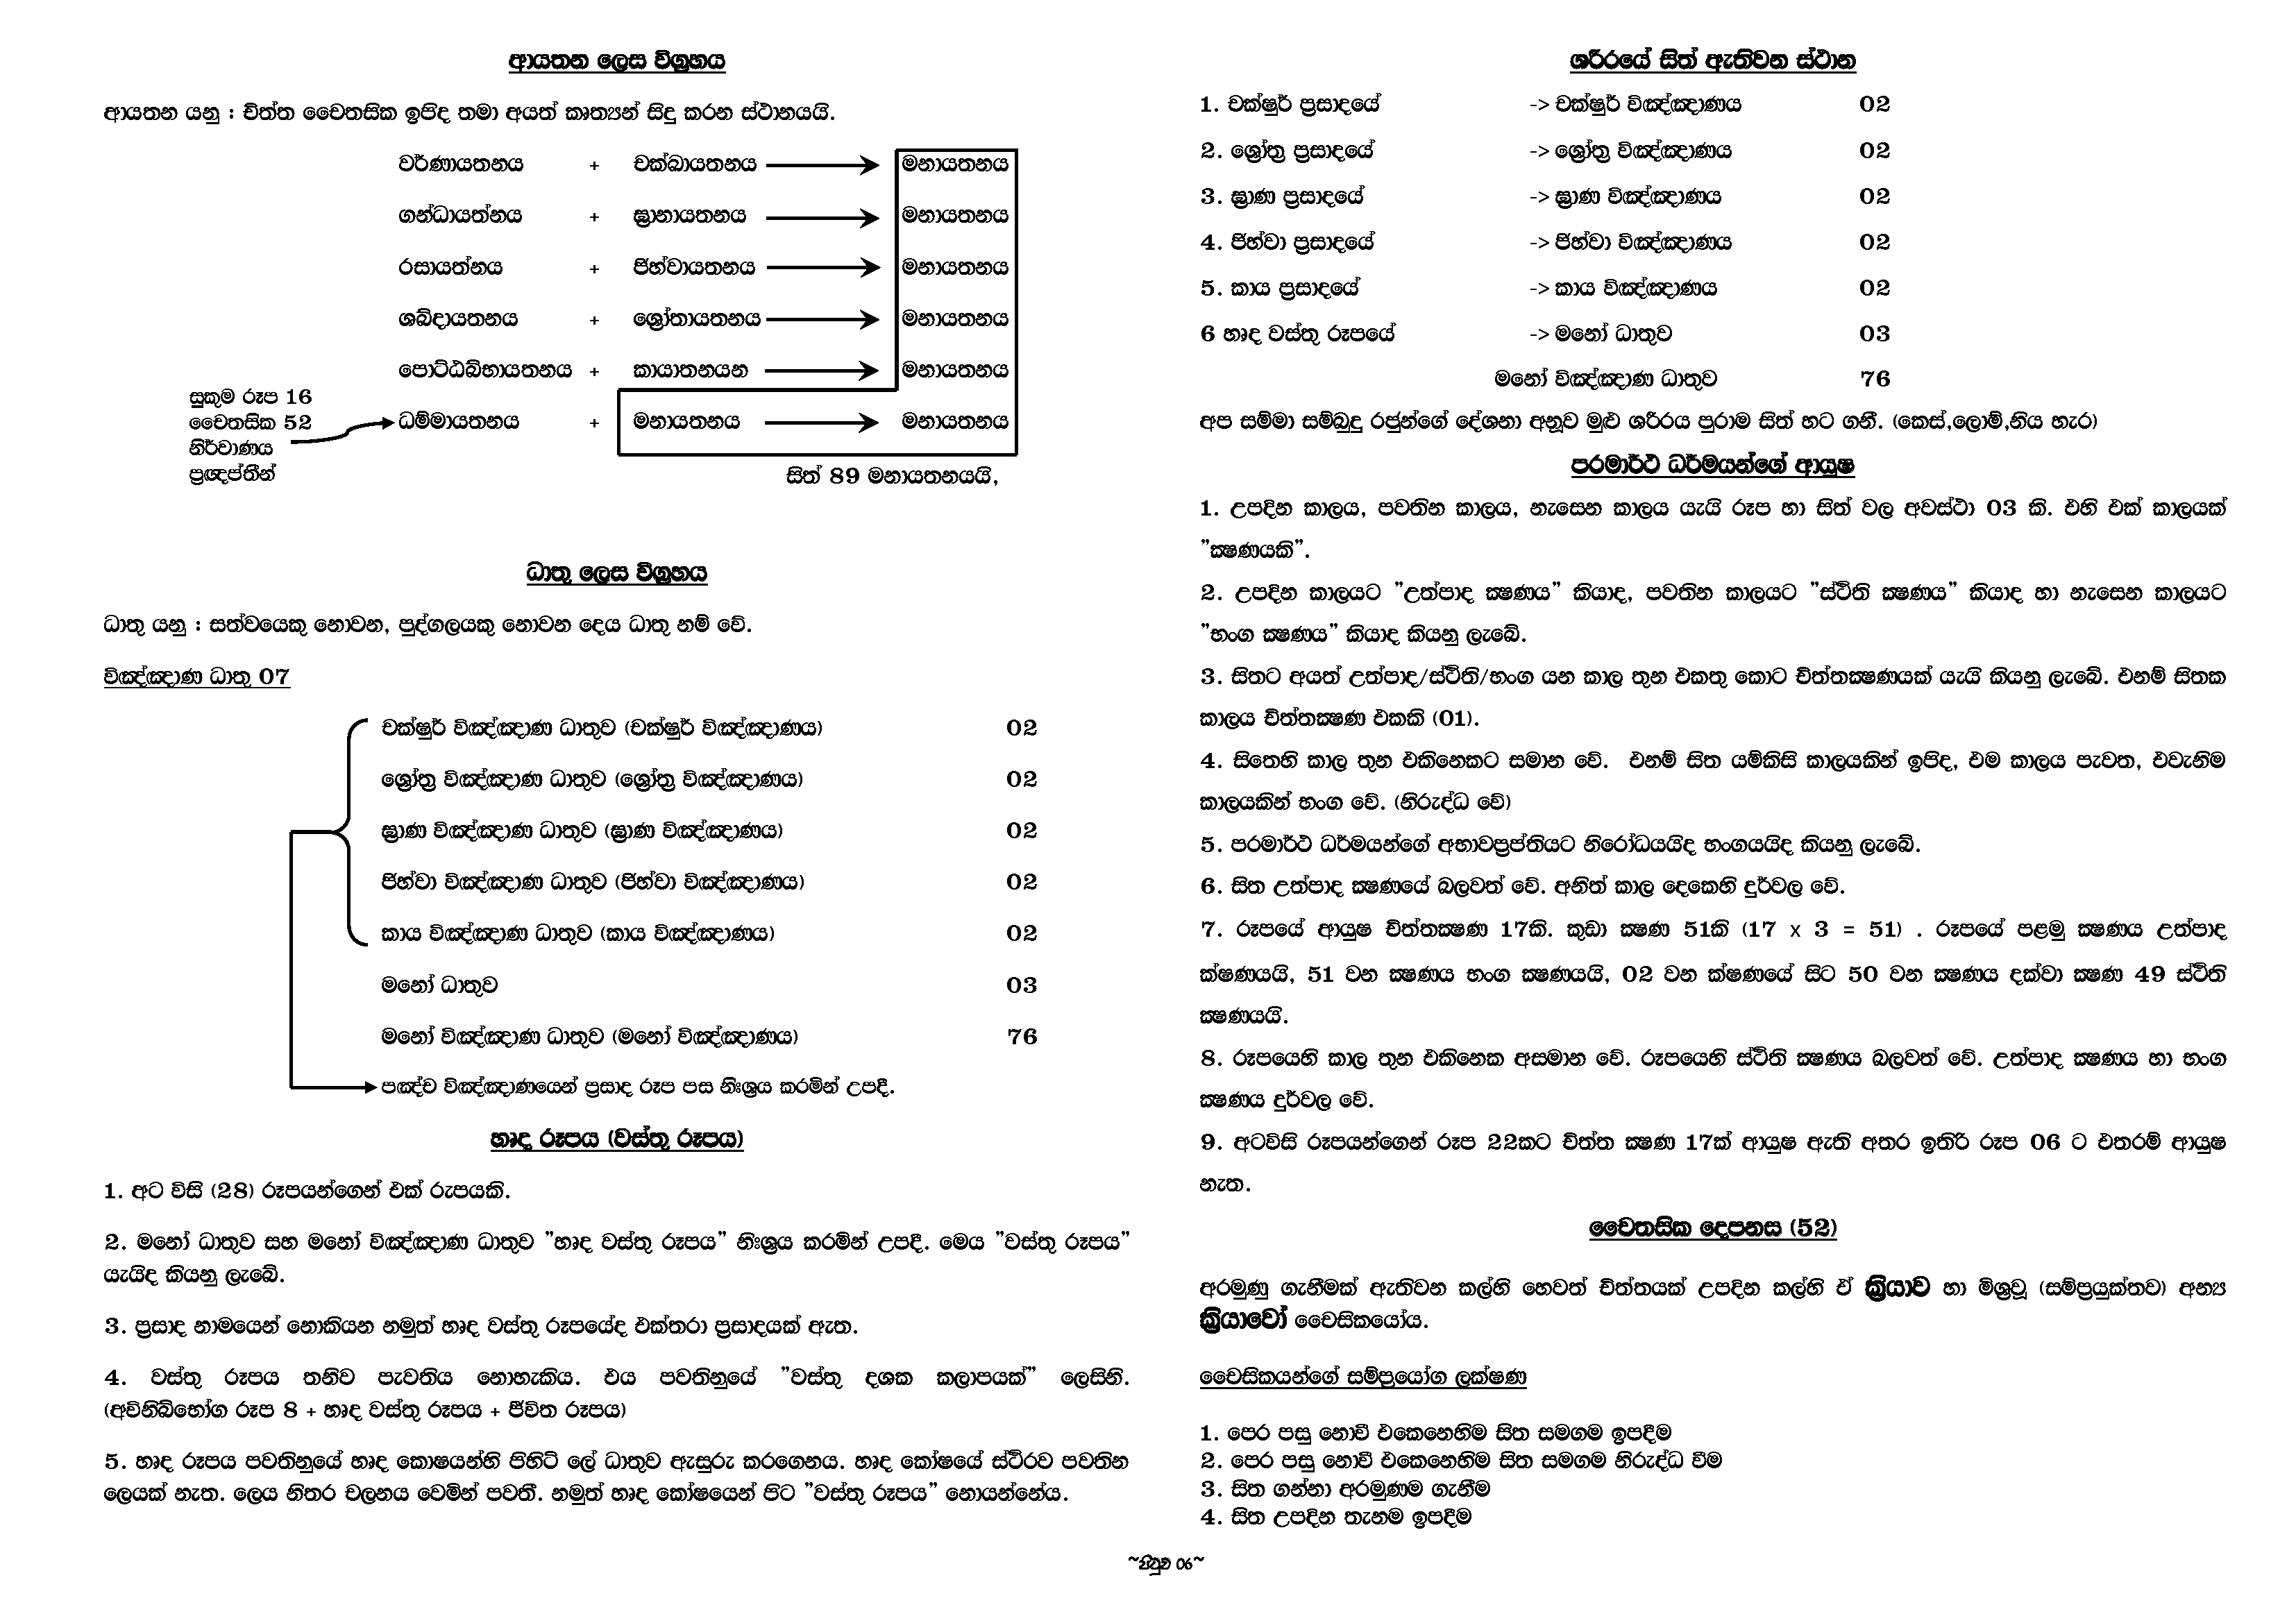 ආයතන ලෙස විග්‍රහය
ආයතන යනු : චිත්ත චෛතසික ඉපිද තමා අයත් කෘත්‍යන් සිදු කරන ස්ථානයයි.
වර්ණායතනය + චක්ඛායතනය මනායතනය
ගන්ධායත්නය + ඝ්‍රානායතනය මනායතනය
රසායත්නය + ජිහ්වායතනය මනායතනය
ශබ්දායතනය + ශ්‍රෝතායතනය මනායතනය
පොට්ඨබ්භායතනය + කායාතනයන මනායතනය
සුකුම රූප 16
චෛතසික 52
නිර්වාණය
ප්‍රඥප්තීන්
ධම්මායතනය + මනායතනය මනායතනය
සිත් 89 මනායතනයයි,
ධාතු ලෙස විග්‍රහය
ධාතු යනු : සත්වයෙකු නොවන, පුද්ගලයකු නොවන දෙය ධාතු නම් වේ.
විඤ්ඤාණ ධාතු 07
චක්ෂුර් විඤ්ඤාණ ධාතුව (චක්ෂුර් විඤ්ඤාණය) 02
ශ්‍රෝත්‍ර විඤ්ඤාණ ධාතුව (ශ්‍රෝත්‍ර විඤ්ඤාණය) 02
ඝ්‍රාණ විඤ්ඤාණ ධාතුව (ඝ්‍රාණ විඤ්ඤාණය) 02
ජිහ්වා විඤ්ඤාණ ධාතුව (ජිහ්වා විඤ්ඤාණය) 02
කාය විඤ්ඤාණ ධාතුව (කාය විඤ්ඤාණය) 02
මනෝ ධාතුව 03
මනෝ විඤ්ඤාණ ධාතුව (මනෝ විඤ්ඤාණය) 76
පඤ්ච විඤ්ඤාණයෙන් ප්‍රසාද රූප පස නිඃශ්‍රය කරමින් උපදී.
හෘද රූපය (වස්තු රූපය)
1. අට විසි (28) රූපයන්ගෙන් එක් රුපයකි.
2. මනෝ ධාතුව සහ මනෝ විඤ්ඤාණ ධාතුව ”හෘද වස්තු රූපය” නිඃශ්‍රය කරමින් උපදී. මෙය ”වස්තු රූපය”
යැයිද කියනු ලැබේ.
3. ප්‍රසාද නාමයෙන් නොකියන නමුත් හෘද වස්තු රූපයේද එක්තරා ප්‍රසාදයක් ඇත.
4. වස්තු රූපය තනිව පැවතිය නොහැකිය. එය පවතිනුයේ ”වස්තු දශක කලාපයක්” ලෙසිනි.
(අවිනිබ්භෝග රූප 8 + හෘද වස්තු රූපය + ජීවිත රූපය)
5. හෘද රූපය පවතිනුයේ හෘද කොෂයන්හි පිහිටි ලේ ධාතුව ඇසුරු කරගෙනය. හෘද කෝෂයේ ස්ථිරව පවතින
ලෙයක් නැත. ලෙය නිතර චලනය වෙමින් පවතී. නමුත් හෘද කෝෂයෙන් පිට ”වස්තු රූපය” නොයන්නේය.
ශරීරයේ සිත් ඇතිවන ස්ථාන
1. චක්ෂුර් ප්‍රසාදයේ -> චක්ෂුර් විඤ්ඤාණය 02
2. ශ්‍රෝත්‍ර ප්‍රසාදයේ -> ශ්‍රෝත්‍ර විඤ්ඤාණය 02
3. ඝ්‍රාණ ප්‍රසාදයේ -> ඝ්‍රාණ විඤ්ඤාණය 02
4. ජිහ්වා ප්‍රසාදයේ -> ජිහ්වා විඤ්ඤාණය 02
5. කාය ප්‍රසාදයේ -> කාය විඤ්ඤාණය 02
6 හෘද වස්තු රූපයේ -> මනෝ ධාතුව 03
මනෝ විඤ්ඤාණ ධාතුව 76
අප සම්මා සම්බුදු රජුන්ගේ දේශනා අනූව මුළු ශරීරය පුරාම සිත් හට ගනී. (කෙස්,ලොම්,නිය හැර)
පරමාර්ථ ධර්මයන්ගේ ආයූෂ
1. උපදින කාලය, පවතින කාලය, නැසෙන කාලය යැයි රූප හා සිත් වල අවස්ථා 03 කි. එහි එක් කාලයක්
”ක්‍ෂණයකි”.
2. උපදින කාලයට ”උත්පාද ක්‍ෂණය” කියාද, පවතින කාලයට ”ස්ථිති ක්‍ෂණය” කියාද හා නැසෙන කාලයට
”භංග ක්‍ෂණය” කියාද කියනු ලැබේ.
3. සිතට අයත් උත්පාද/ස්ථිති/භංග යන කාල තුන එකතු කොට චිත්තක්‍ෂණයක් යැයි කියනු ලැබේ. එනම් සිතක
කාලය චිත්තක්‍ෂණ එකකි (01).
4. සිතෙහි කාල තුන එකිනෙකට සමාන වේ. එනම් සිත යම්කිසි කාලයකින් ඉපිද, එම කාලය පැවත, එවැනිම
කාලයකින් භංග වේ. (නිරුද්ධ වේ)
5. පරමාර්ථ ධර්මයන්ගේ අභාවප්‍රප්තියට නිරෝධයයිද භංගයයිද කියනු ලැබේ.
6. සිත උත්පාද ක්‍ෂණයේ බලවත් වේ. අනිත් කාල දෙකෙහි දුර්වල වේ.
7. රූපයේ ආයුෂ චිත්තක්‍ෂණ 17කි. කුඩා ක්‍ෂණ 51කි (17 x 3 = 51) . රූපයේ පළමු ක්‍ෂණය උත්පාද
ක්ෂණයයි, 51 වන ක්‍ෂණය භංග ක්‍ෂණයයි, 02 වන ක්ෂණයේ සිට 50 වන ක්‍ෂණය දක්වා ක්‍ෂණ 49 ස්ථිති
ක්‍ෂණයයි.
8. රූපයෙහි කාල තුන එකිනෙක අසමාන වේ. රූපයෙහි ස්ථිති ක්‍ෂණය බලවත් වේ. උත්පාද ක්‍ෂණය හා භංග
ක්‍ෂණය දුර්වල වේ.
9. අටවිසි රූපයන්ගෙන් රූප 22කට චිත්ත ක්‍ෂණ 17ක් ආයුෂ ඇති අතර ඉතිරි රූප 06 ට එතරම් ආයුෂ
නැත.
චෛතසික දෙපනස (52)
අරමුණු ගැනීමක් ඇතිවන කල්හි හෙවත් චිත්තයක් උපදින කල්හි ඒ ක්‍රියාව හා මිශ්‍රවූ (සම්ප්‍රයුක්තව) අන්‍ය
ක්‍රියාවෝ චෛසිකයෝය.
චෛසිකයන්ගේ සම්ප්‍රයෝග ලක්ෂණ
1. පෙර පසු නොවී එකෙනෙහිම සිත සමගම ඉපදීම
2. පෙර පසු නොවී එකෙනෙහිම සිත සමගම නිරුද්ධ වීම
3. සිත ගන්නා අරමුණම ගැනීම
4. සිත උපදින තැනම ඉපදීම
~පිටුව 06~